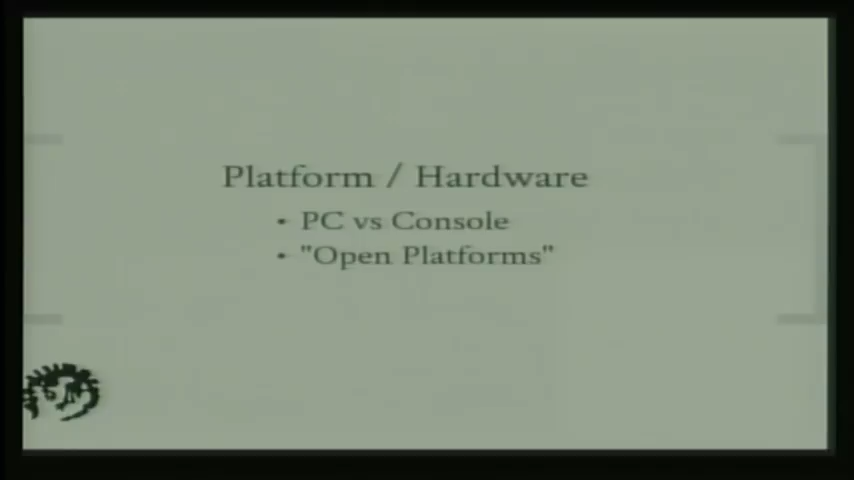 Platform / Hardware
• PC vs Console
• "Open Platforms"